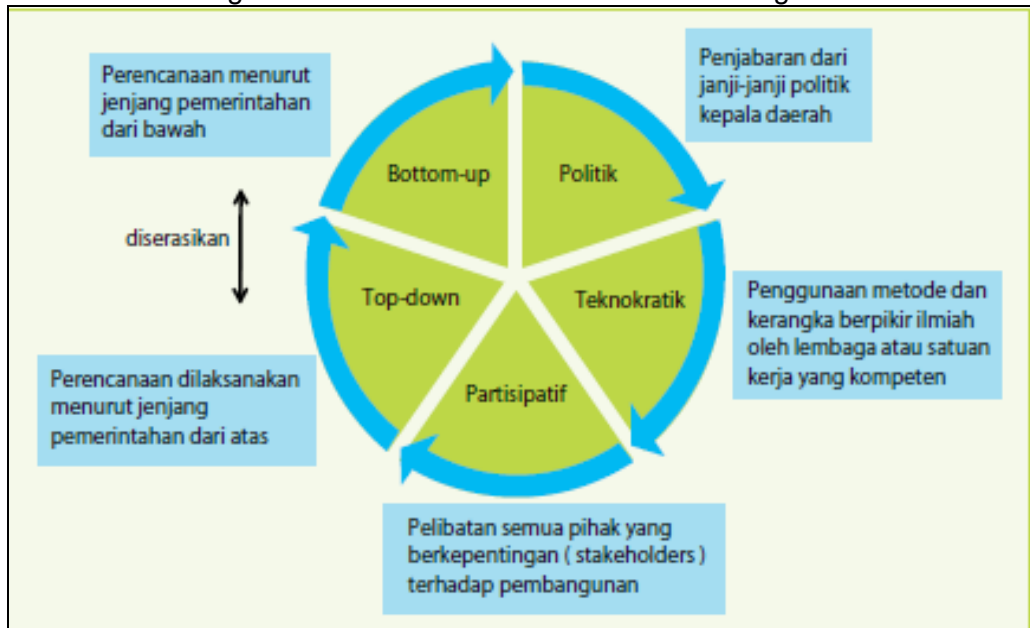 Perencanaan menurut
jenjang pemerintahan
dari bawah
Penjabaran dari
janji-janji politik
kepala daerah
Bottom-up
Politik
diserasikan
Top-down
Teknokratik
Penggunaan metode dan
kerangka berpikir ilmiah
oleh lembaga atau satuan
kerja yang kompeten
Perencanaan dilaksanakan
menurut jenjang
pemerintahan dari atas
Partisipatif
Pelibatan semua pihak yang
berkepentingan ( stakeholders )
terhadap pembangunan